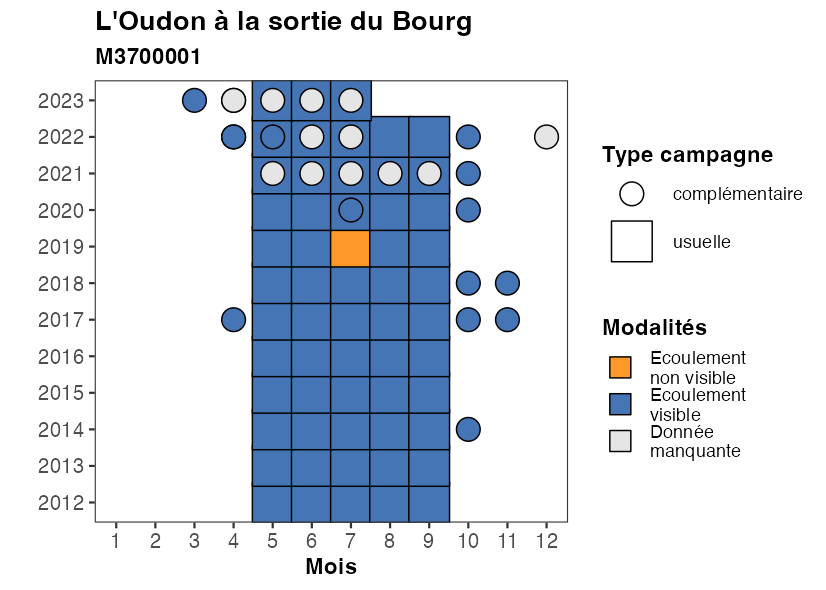 L'Oudon à la sortie du Bourg
M3700001
2023
2022
2021
2020
2019
2018
2017
2016
2015
2014
2013
2012
1 2 3 4 5 6 7 8 9 10 11 12
Mois
Type campagne
complémentaire
usuelle
Modalités
Ecoulement
non visible
Ecoulement
visible
Donnée
manquante